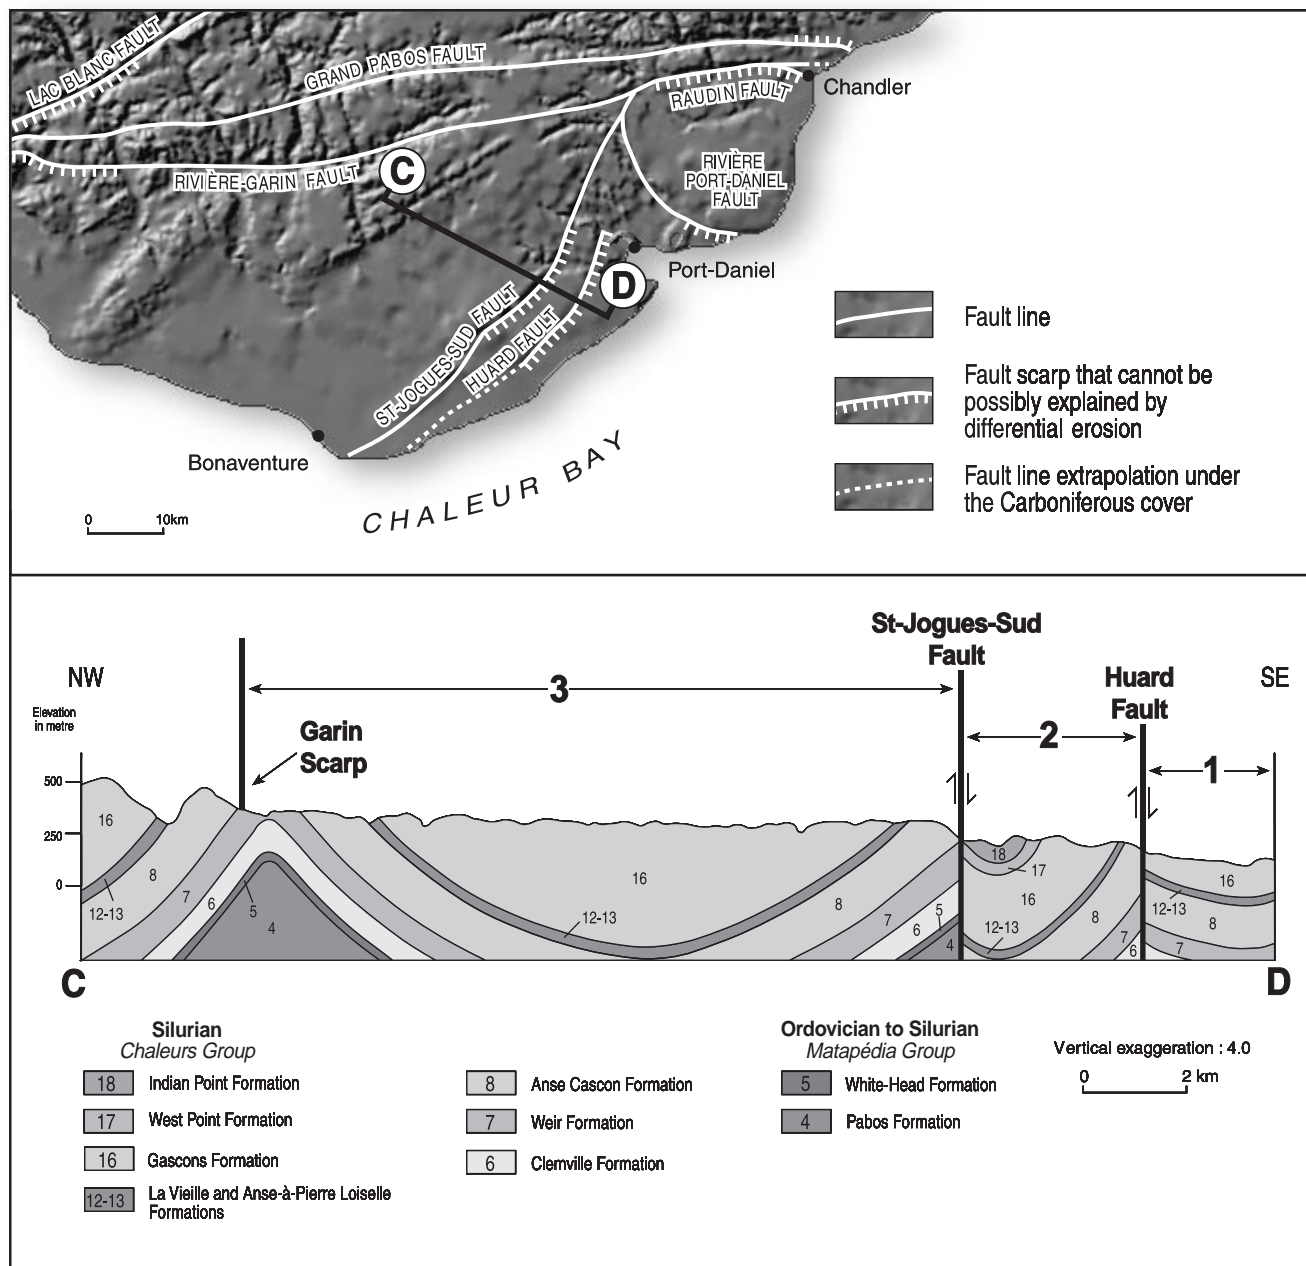 LAC BLANC FAULT
GRAND PABOS FAULT
RAUDIN FAULT
Chandler
RIVIÈRE-GARIN FAULT
C
RIVIÈRE
PORT-DANIEL
FAULT
Port-Daniel
D
ST-JOGUES-SUD FAULT
HUARD FAULT
Bonaventure
CHALEUR BAY
0 10km
Fault line
Fault scarp that cannot be
possibly explained by
differential erosion
Fault line extrapolation under
the Carboniferous cover
St-Jogues-Sud
Fault
NW
3
Huard
Fault
SE
Elevation
in metre
Garin
Scarp
2
1
500
250
0
16
8
7
6
5
4
12-13
16
12-13
8
7
6
5
4
18
17
16
12-13
8
7
6
16
12-13
8
7
C
D
Silurian
Chaleurs Group
18 Indian Point Formation
17 West Point Formation
16 Gascons Formation
12-13 La Vieille and Anse-à-Pierre Loiselle
Formations
8 Anse Cascon Formation
7 Weir Formation
6 Clemville Formation
Ordovician to Silurian
Matapédia Group
5 White-Head Formation
4 Pabos Formation
Vertical exaggeration : 4.0
0 2 km